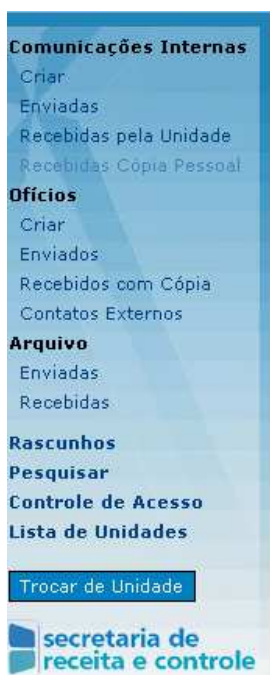 Comunicações Internas
Criar
Enviadas
Recebidas pela Unidade
Recebidas Cópia Pessoal
Ofícios
Criar
Enviados
Recebidos com Cópia
Contatos Externos
Arquivo
Enviadas
Recebidas
Rascunhos
Pesquisar
Controle de Acesso
Lista de Unidades
Trocar de Unidade
secretaria de
receita e controle